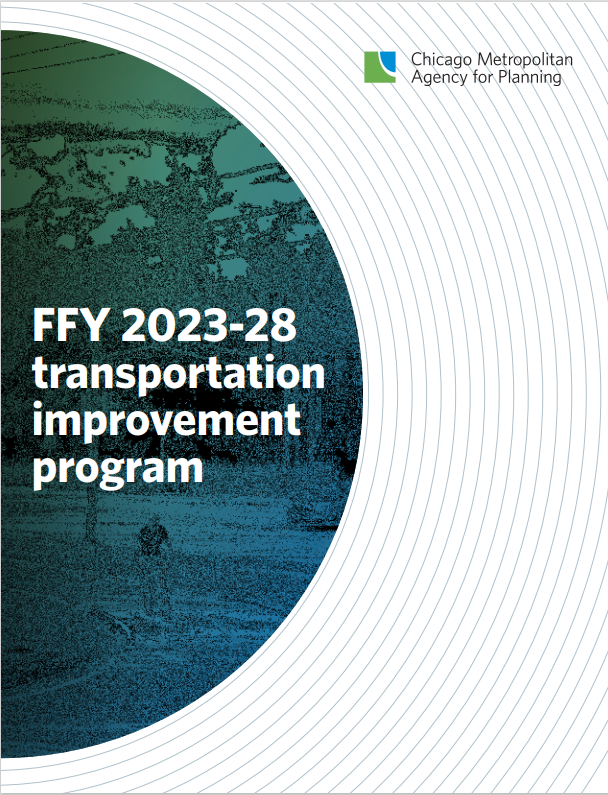 Chicago Metropolitan
Agency for Planning
FFY 2023-28
transportation
improvement
program